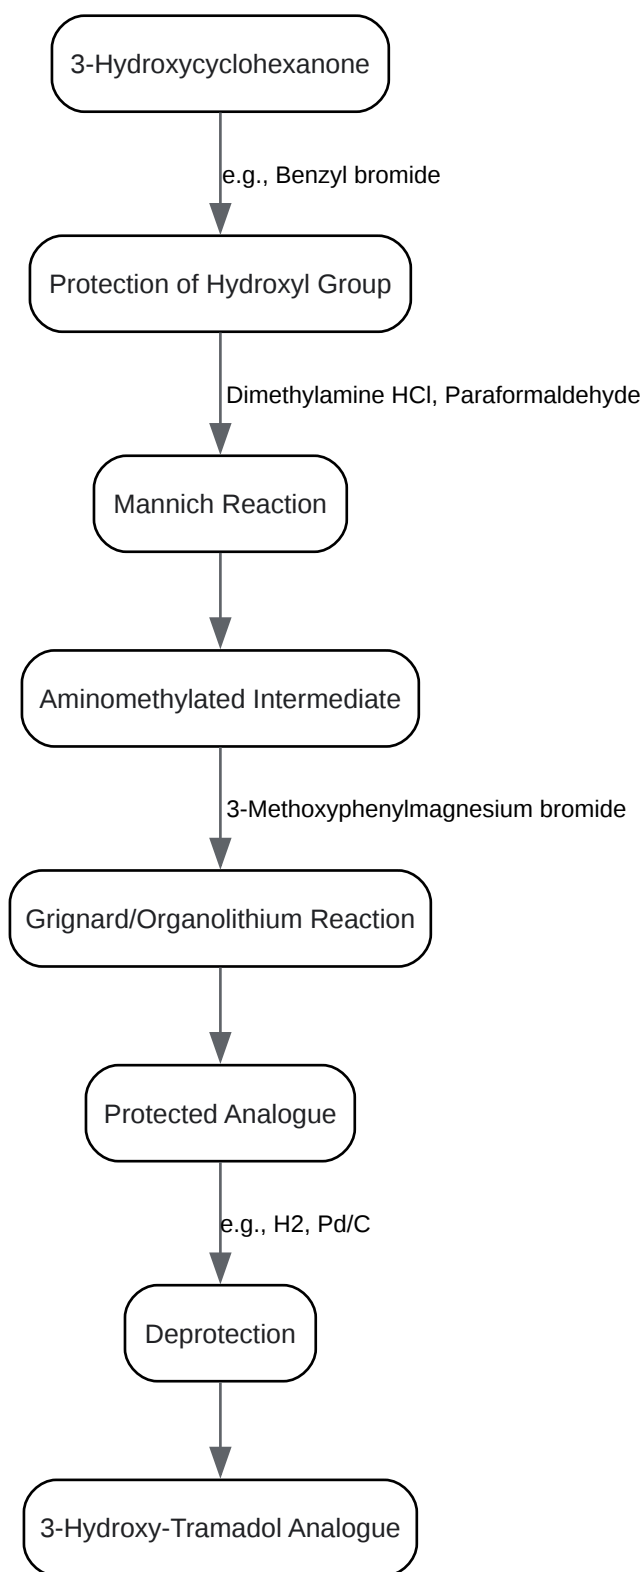 3-Hydroxycyclohexanone
e.g., Benzyl bromide
Protection of Hydroxyl Group
Dimethylamine HCl, Paraformaldehyde
Mannich Reaction
Aminomethylated Intermediate
3-Methoxyphenylmagnesium bromide
Grignard/Organolithium Reaction
Protected Analogue
e.g., H2, Pd/C
Deprotection
3-Hydroxy-Tramadol Analogue